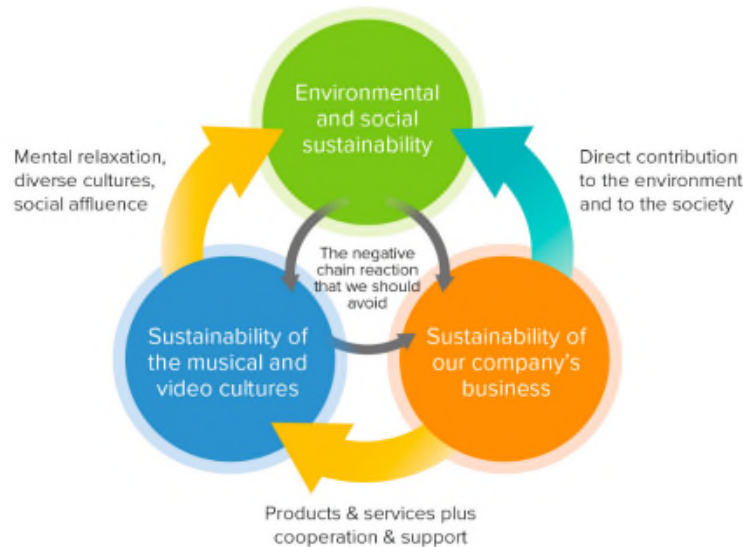 Environmental
and social
sustainability
Mental relaxation,
diverse cultures,
social affluence
Direct contribution
to the environment
and to the society
The negative
chain reaction
that we should
avoid
Sustainability of
the musical and
video cultures
Sustainability of
our company's
business
Products & services plus
cooperation & support